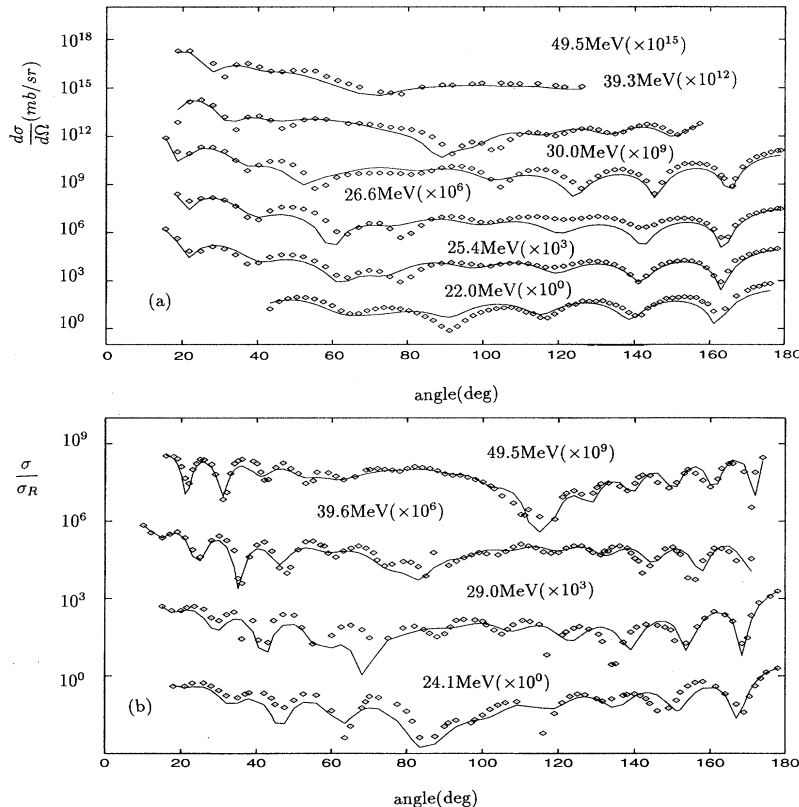 10^18
10^15
10^12
10^9
10^6
10^3
10^0
dσ/dΩ(mb/sr)
49.5MeV(×10^15)
39.3MeV(×10^12)
30.0MeV(×10^9)
26.6MeV(×10^6)
25.4MeV(×10^3)
22.0MeV(×10^0)
(a)
0 20 40 60 80 100 120 140 160 180
angle(deg)
10^9
10^6
10^3
10^0
σ/σ_R
49.5MeV(×10^9)
39.6MeV(×10^6)
29.0MeV(×10^3)
24.1MeV(×10^0)
(b)
0 20 40 60 80 100 120 140 160 180
angle(deg)